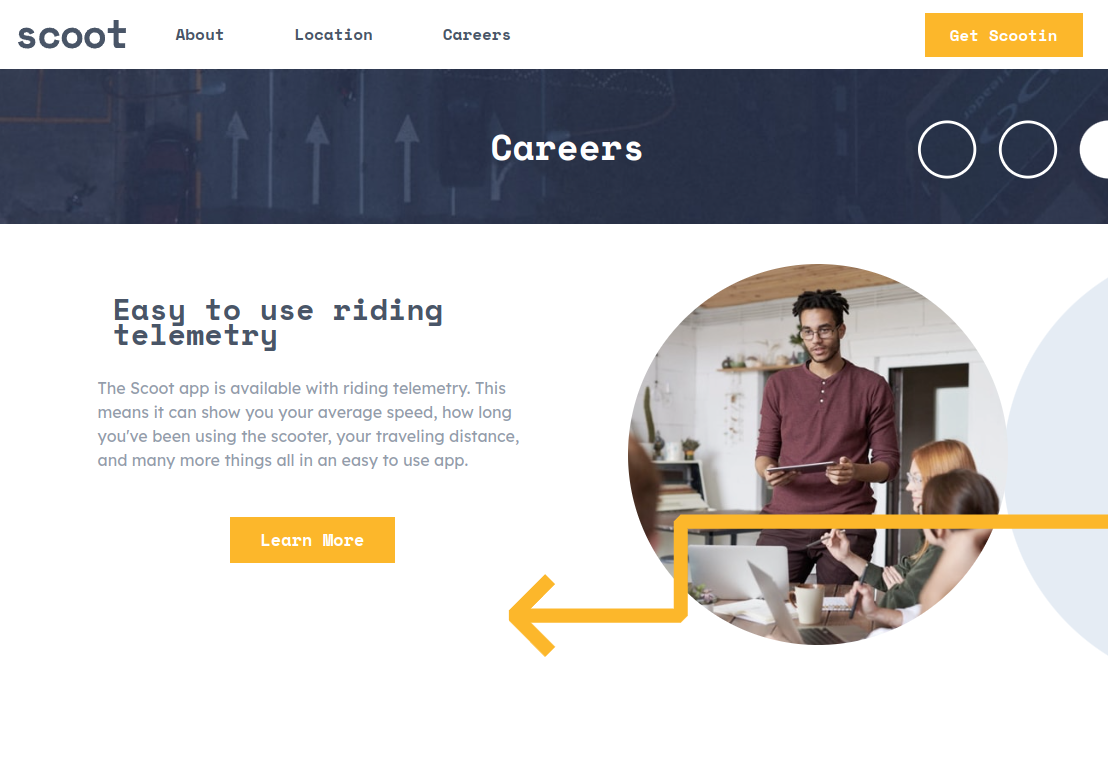 scoot
About Location Careers
Get Scootin
Careers
Easy to use riding
telemetry
The Scoot app is available with riding telemetry. This
means it can show you your average speed, how long
you've been using the scooter, your traveling distance,
and many more things all in an easy to use app.
Learn More